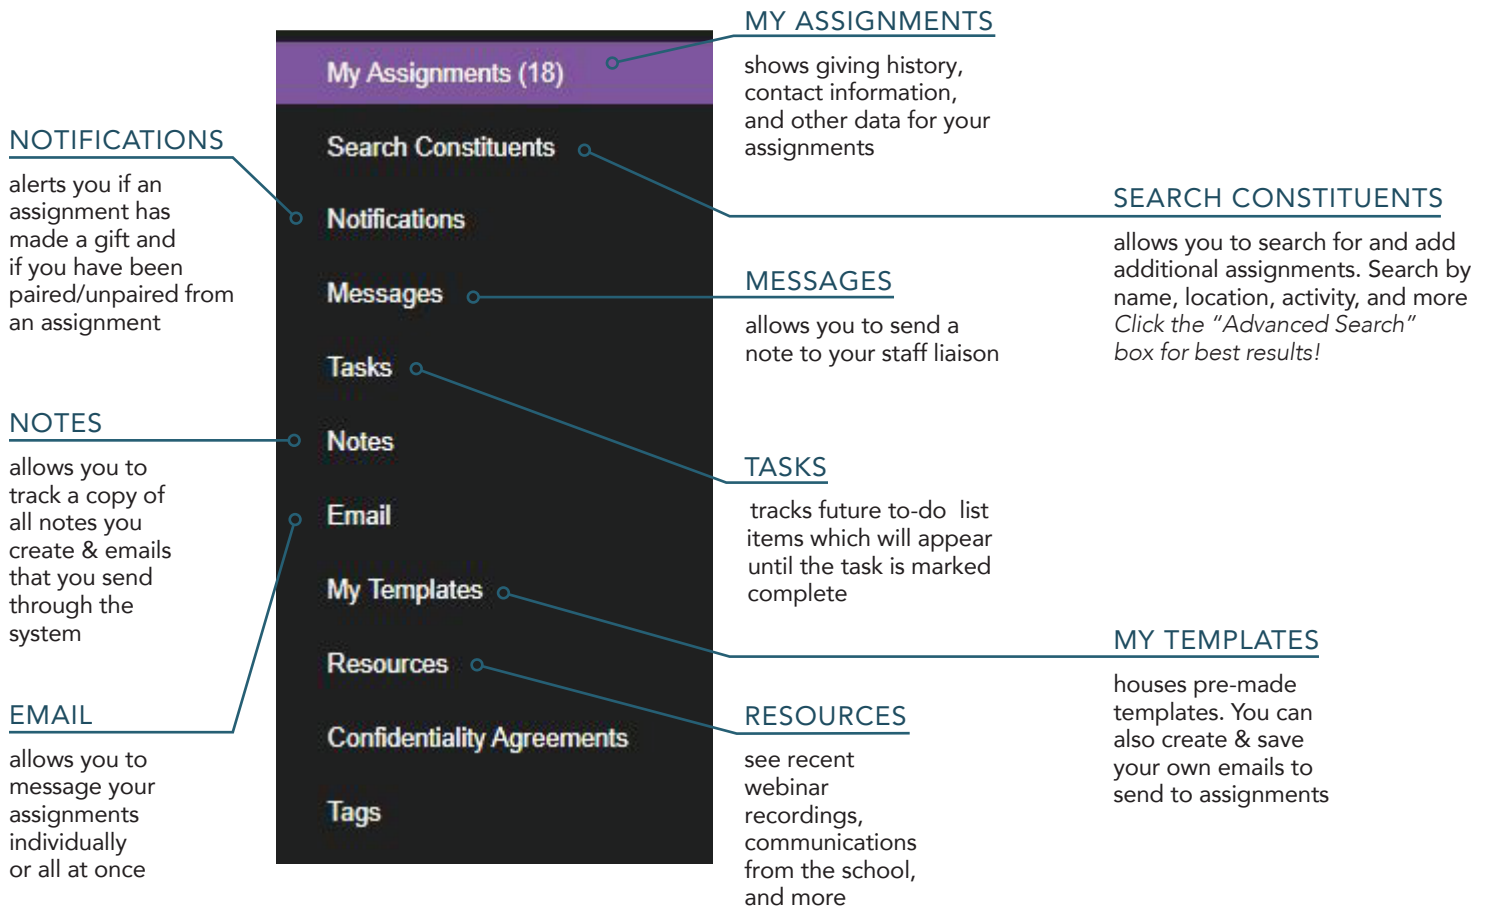 MY ASSIGNMENTS
shows giving history,
contact information,
and other data for your
assignments
My Assignments (18)
Search Constituents
Notifications
Messages
Tasks
Notes
Email
My Templates
Resources
Confidentiality Agreements
Tags
NOTIFICATIONS
alerts you if an
assignment has
made a gift and
if you have been
paired/unpaired from
an assignment
NOTES
allows you to
track a copy of
all notes you
create & emails
that you send
through the
system
EMAIL
allows you to
message your
assignments
individually
or all at once
SEARCH CONSTITUENTS
allows you to search for and add
additional assignments. Search by
name, location, activity, and more
Click the “Advanced Search”
box for best results!
MESSAGES
allows you to send a
note to your staff liaison
TASKS
tracks future to-do list
items which will appear
until the task is marked
complete
MY TEMPLATES
houses pre-made
templates. You can
also create & save
your own emails to
send to assignments
RESOURCES
see recent
webinar
recordings,
communications
from the school,
and more